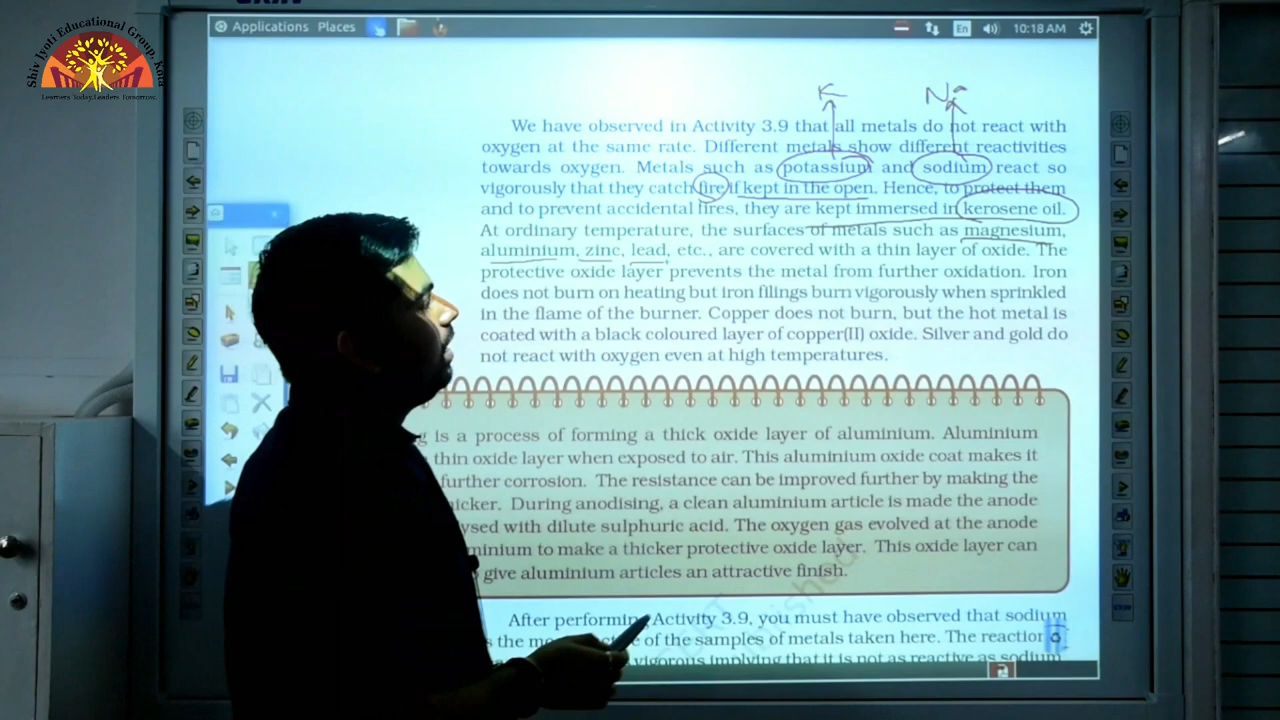 Shiv Jyoti Educational Group, Kota
Learners Today.Leaders Tomorrow.
Applications Places
En 10:18 AM
K Na
We have observed in Activity 3.9 that all metals do not react with
oxygen at the same rate. Different metals show different reactivities
towards oxygen. Metals such as potassium and sodium react so
vigorously that they catch fire if kept in the open. Hence, to protect them
and to prevent accidental fires, they are kept immersed in kerosene oil.
At ordinary temperature, the surfaces of metals such as magnesium,
aluminium, zinc, lead, etc., are covered with a thin layer of oxide. The
protective oxide layer prevents the metal from further oxidation. Iron
does not burn on heating but iron filings burn vigorously when sprinkled
in the flame of the burner. Copper does not burn, but the hot metal is
coated with a black coloured layer of copper(II) oxide. Silver and gold do
not react with oxygen even at high temperatures.
g is a process of forming a thick oxide layer of aluminium. Aluminium
thin oxide layer when exposed to air. This aluminium oxide coat makes it
further corrosion. The resistance can be improved further by making the
icker. During anodising, a clean aluminium article is made the anode
ysed with dilute sulphuric acid. The oxygen gas evolved at the anode
minium to make a thicker protective oxide layer. This oxide layer can
give aluminium articles an attractive finish.
After performing Activity 3.9, you must have observed that sodium
s the mo of the samples of metals taken here. The reaction
vigorous implying that it is not as reactive as sodium